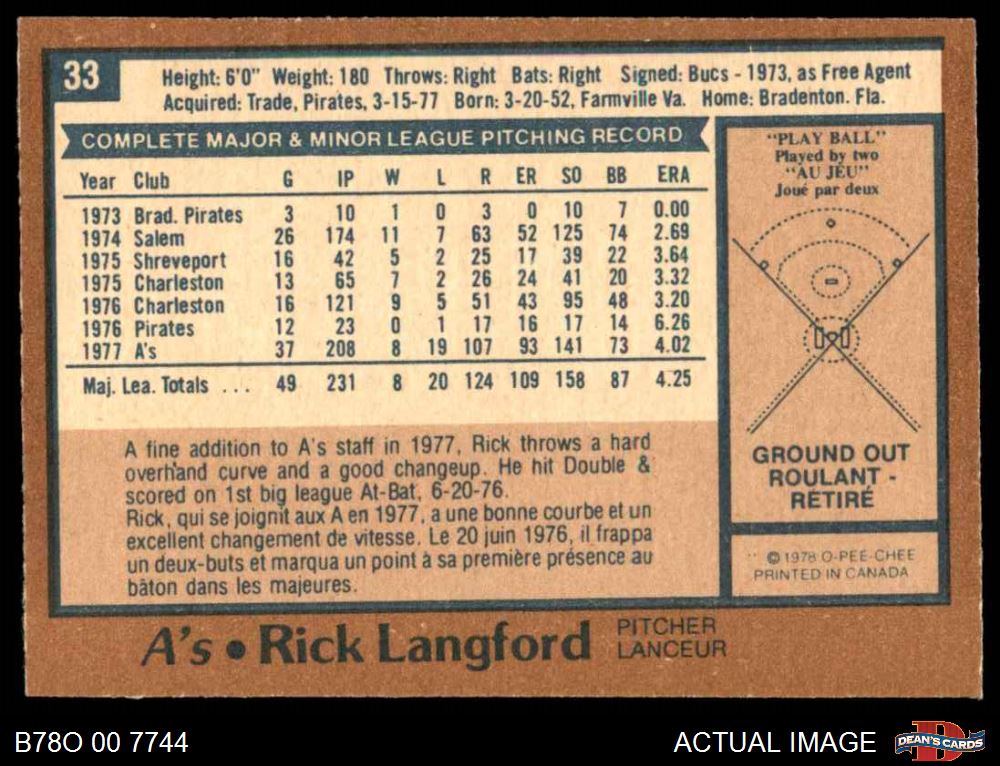 33
Height: 6'0" Weight: 180 Throws: Right Bats: Right Signed: Bucs - 1973, as Free Agent
Acquired: Trade, Pirates, 3-15-77 Born: 3-20-52, Farmville Va. Home: Bradenton. Fla.
COMPLETE MAJOR & MINOR LEAGUE PITCHING RECORD
Year Club G IP W L R ER SO BB ERA
1973 Brad. Pirates 3 10 1 0 3 0 10 7 0.00
1974 Salem 26 174 11 7 63 52 125 74 2.69
1975 Shreveport 16 42 5 2 25 17 39 22 3.64
1975 Charleston 13 65 7 2 26 24 41 20 3.32
1976 Charleston 16 121 9 5 51 43 95 48 3.20
1976 Pirates 12 23 0 1 17 16 17 14 6.26
1977 A's 37 208 8 19 107 93 141 73 4.02
Maj. Lea. Totals ... 49 231 8 20 124 109 158 87 4.25
A fine addition to A's staff in 1977, Rick throws a hard
overhand curve and a good changeup. He hit Double &
scored on 1st big league At-Bat, 6-20-76.
Rick, qui se joignit aux A en 1977, a une bonne courbe et un
excellent changement de vitesse. Le 20 juin 1976, il frappa
un deux-buts et marqua un point à sa première présence au
bâton dans les majeures.
"PLAY BALL"
Played by two
"AU JEU"
Joué par deux
GROUND OUT
ROULANT -
RETIRÉ
© 1978 O-PEE-CHEE
PRINTED IN CANADA
A's • Rick Langford
PITCHER
LANCEUR
B78O 00 7744
ACTUAL IMAGE
DEAN'S CARDS